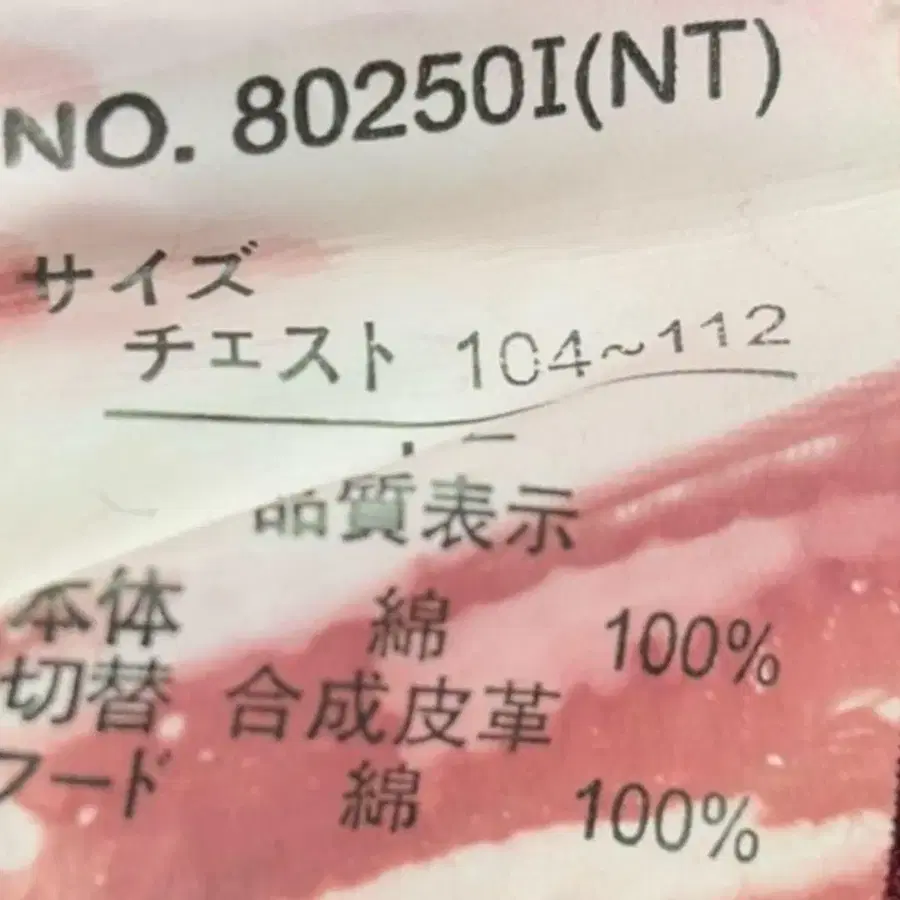 NO. 80250I(NT)
サイズ
チェスト 104~112
品質表示
本体 綿 100%
切替 合成皮革
フード 綿 100%